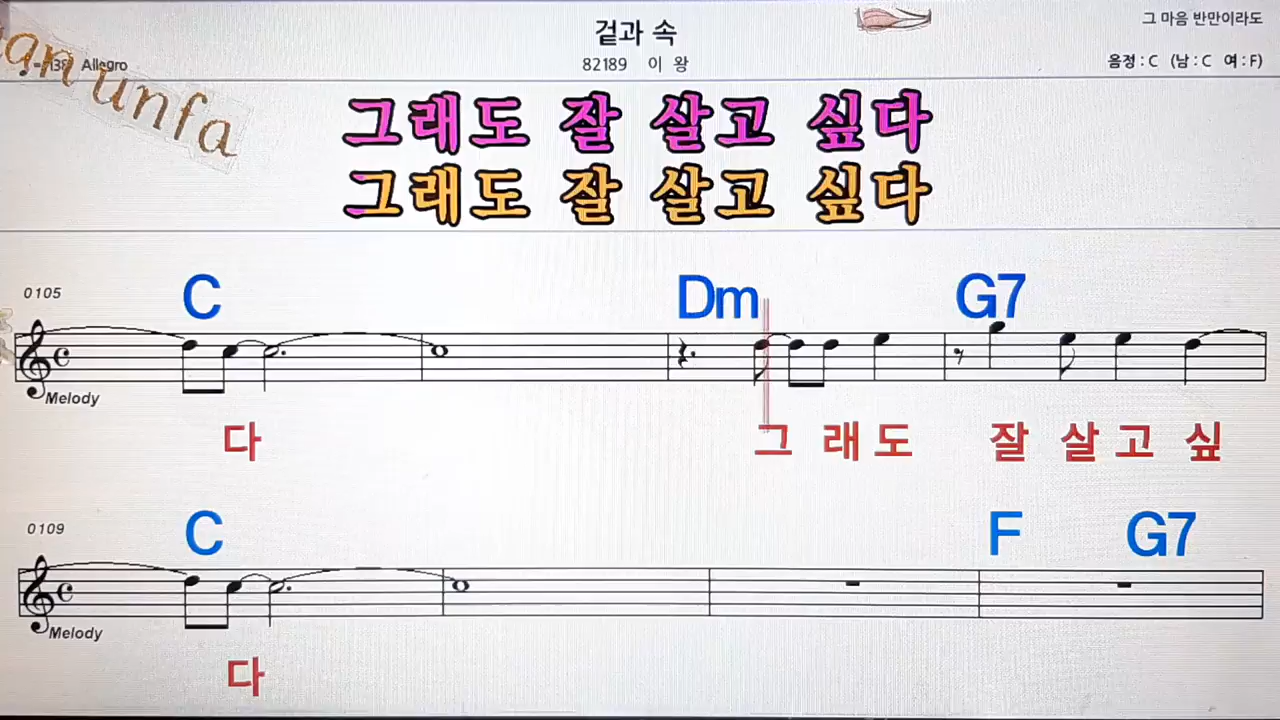 겉과 속
그 마음 반만이라도
82189 이 왕
음정 : C (남 : C 여 : F)
Allegro
an unfa
그래도 잘 살고 싶다
그래도 잘 살고 싶다
C Dm G7
0105
Melody
다 그 래 도 잘 살 고 싶
C F G7
0109
Melody
다